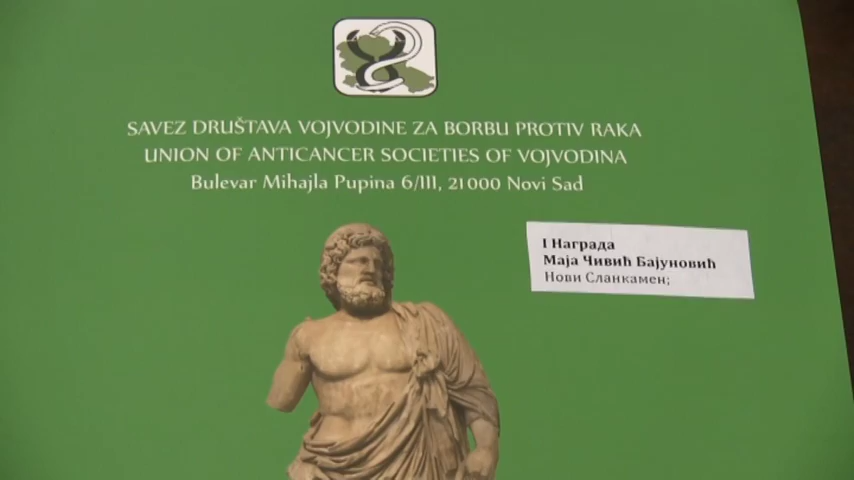 SAVEZ DRUŠTAVA VOJVODINE ZA BORBU PROTIV RAKA
UNION OF ANTICANCER SOCIETIES OF VOJVODINA
Bulevar Mihajla Pupina 6/III, 21000 Novi Sad
I Награда
Маја Чивић Бајуновић
Нови Сланкамен;